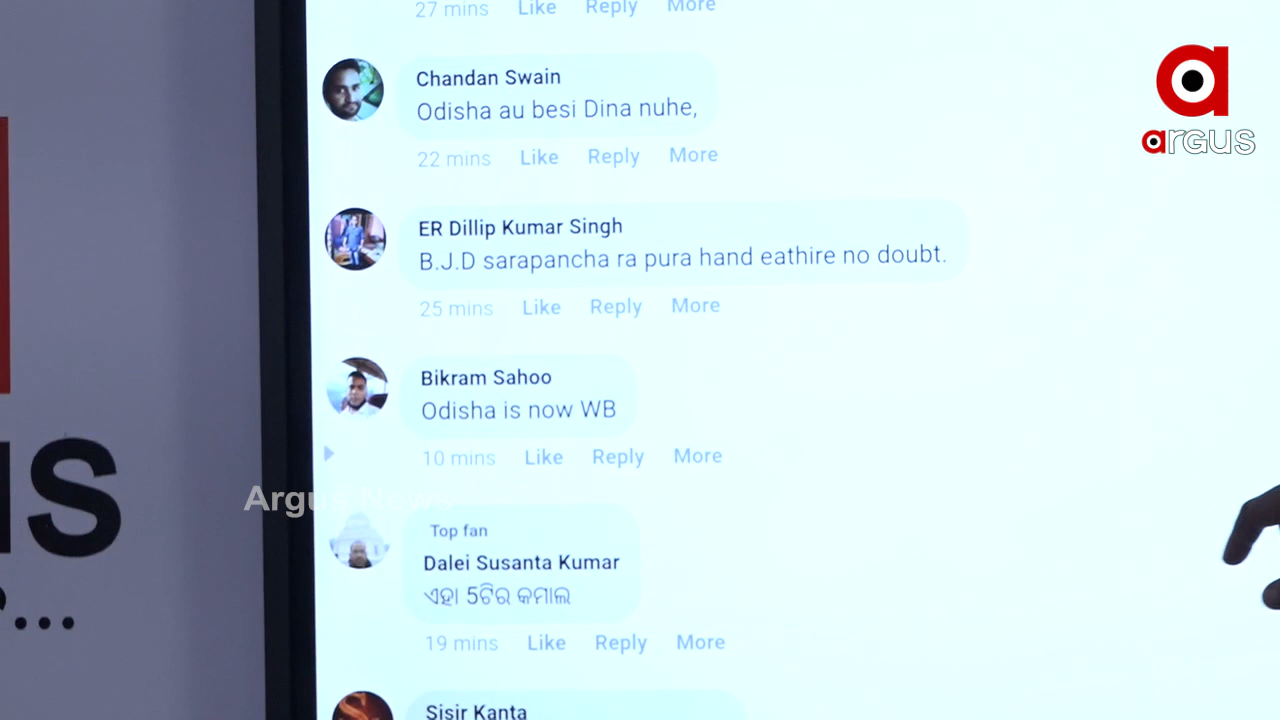 27 mins Like Reply More
Chandan Swain
Odisha au besi Dina nuhe,
22 mins Like Reply More
ER Dillip Kumar Singh
B.J.D sarapancha ra pura hand eathire no doubt.
25 mins Like Reply More
Bikram Sahoo
Odisha is now WB
10 mins Like Reply More
Argus News
Top fan
Dalei Susanta Kumar
ଏହା 5ଟିର କମାଲ
19 mins Like Reply More
Sisir Kanta
argus